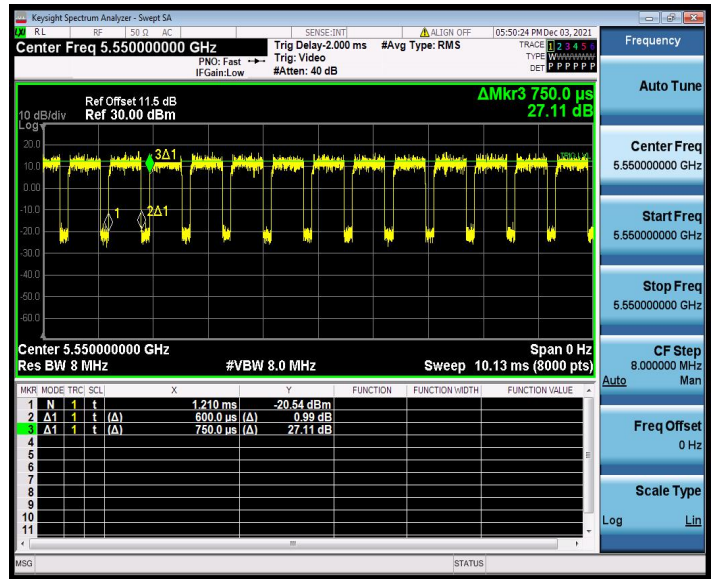 Keysight Spectrum Analyzer - Swept SA
LXI RL RF 50 Ω AC SENSE:INT ALIGN OFF 05:50:24 PM Dec 03, 2021
Center Freq 5.550000000 GHz
PNO: Fast
IFGain:Low
Trig Delay-2.000 ms
Trig: Video
#Atten: 40 dB
#Avg Type: RMS
TRACE 1 2 3 4 5 6
TYPE WWWWWW
DET P P P P P P
Frequency
Auto Tune
Center Freq
5.550000000 GHz
Start Freq
5.550000000 GHz
Stop Freq
5.550000000 GHz
CF Step
8.000000 MHz
Auto Man
Freq Offset
0 Hz
Scale Type
Log Lin
ΔMkr3 750.0 µs
27.11 dB
Ref Offset 11.5 dB
10 dB/div Ref 30.00 dBm
Log
20.0
10.0
0.00
-10.0
-20.0
-30.0
-40.0
-50.0
-60.0
3Δ1
1
2Δ1
TRIG LVL
Center 5.550000000 GHz Span 0 Hz
Res BW 8 MHz #VBW 8.0 MHz Sweep 10.13 ms (8000 pts)
MKR MODE TRC SCL X Y FUNCTION FUNCTION WIDTH FUNCTION VALUE
1 N 1 t 1.210 ms -20.54 dBm
2 Δ1 1 t (Δ) 600.0 µs (Δ) 0.99 dB
3 Δ1 1 t (Δ) 750.0 µs (Δ) 27.11 dB
4
5
6
7
8
9
10
11
MSG STATUS